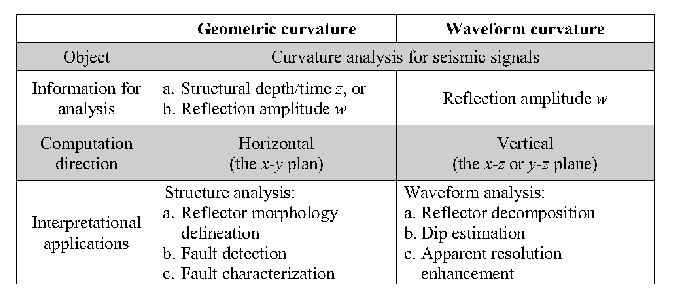 Geometric curvature Waveform curvature
Object Curvature analysis for seismic signals
Information for analysis a. Structural depth/time z, or
b. Reflection amplitude w Reflection amplitude w
Computation direction Horizontal
(the x-y plan) Vertical
(the x-z or y-z plane)
Interpretational applications Structure analysis:
a. Reflector morphology
delineation
b. Fault detection
c. Fault characterization
Waveform analysis:
a. Reflector decomposition
b. Dip estimation
c. Apparent resolution
enhancement